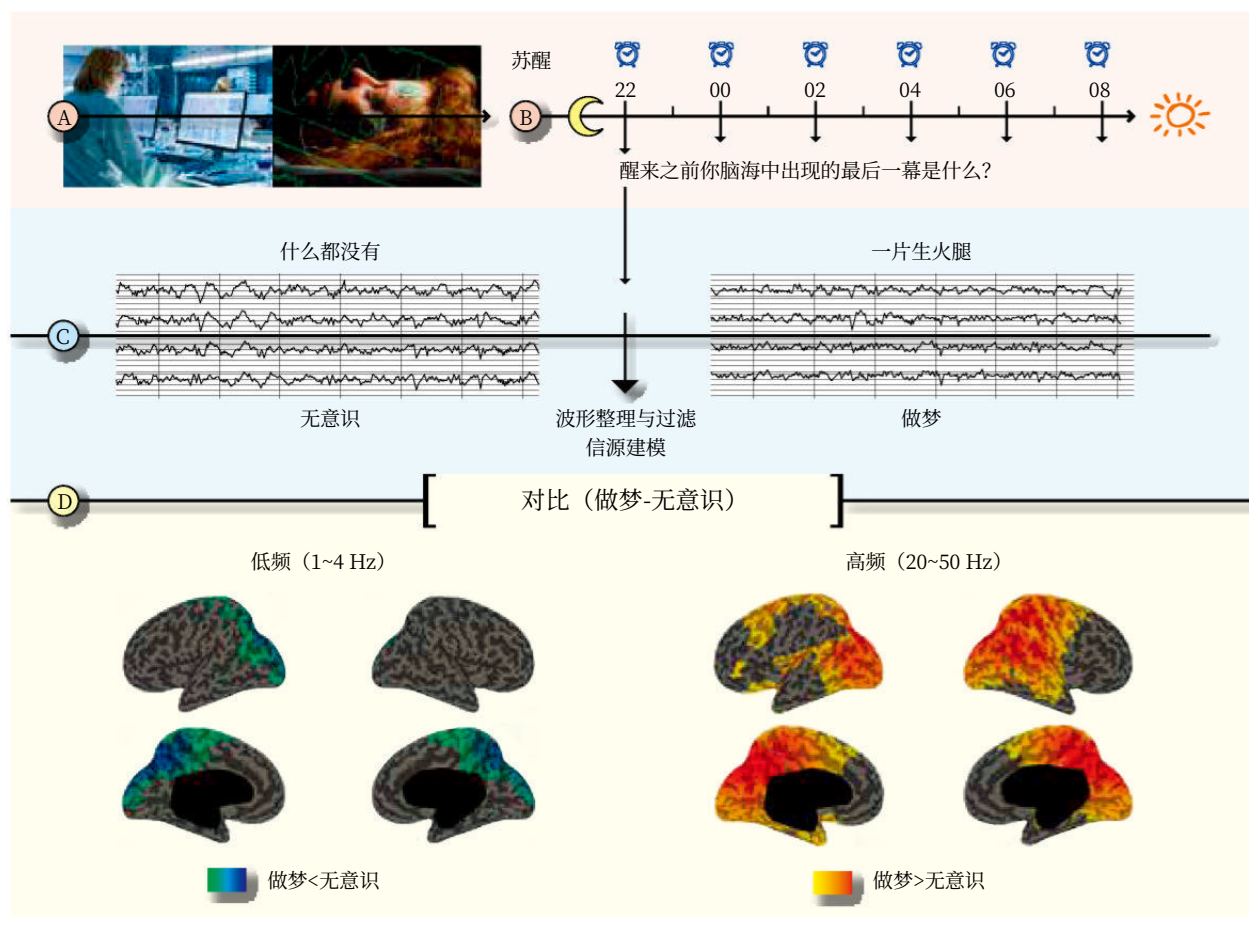 A
B
苏醒
22 00 02 04 06 08
醒来之前你脑海中出现的最后一幕是什么?
什么都没有
一片生火腿
C
无意识
波形整理与过滤
信源建模
做梦
D
对比（做梦-无意识）
低频（1~4 Hz）
高频（20~50 Hz）
做梦<无意识
做梦>无意识